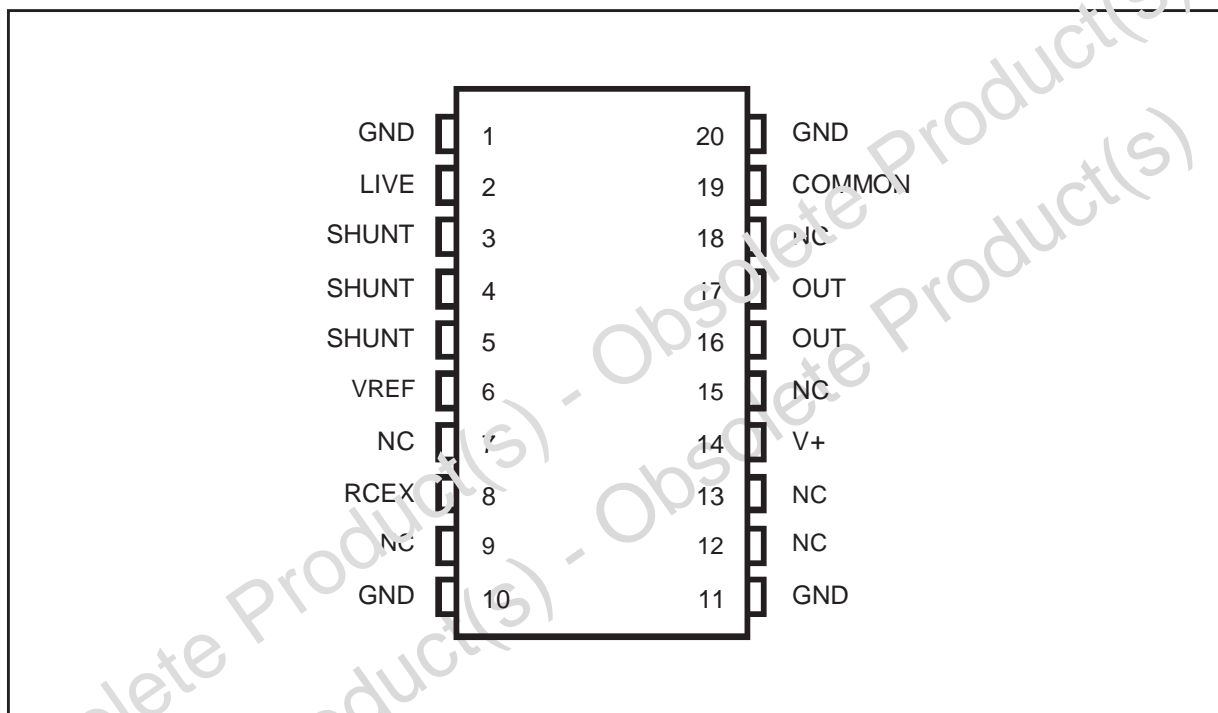 GND 1 20 GND
LIVE 2 19 COMMON
SHUNT 3 18 NC
SHUNT 4 17 OUT
SHUNT 5 16 OUT
VREF 6 15 NC
NC 7 14 V+
RCEX 8 13 NC
NC 9 12 NC
GND 10 11 GND
Obsolete Product(s) - Obsolete Product(s)
Obsolete Product(s) - Obsolete Product(s)